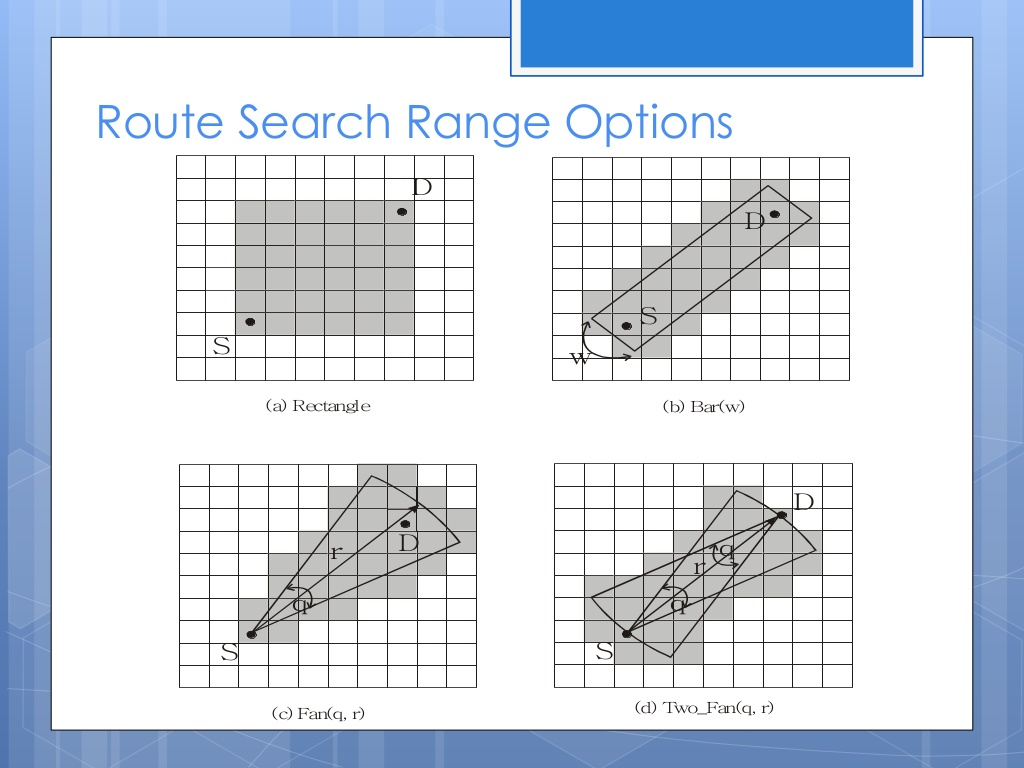 Route Search Range Options
D
S
(a) Rectangle
D
S
w
(b) Bar(w)
r
D
q
S
(c) Fan(q, r)
D
q
r
q
S
(d) Two_Fan(q, r)